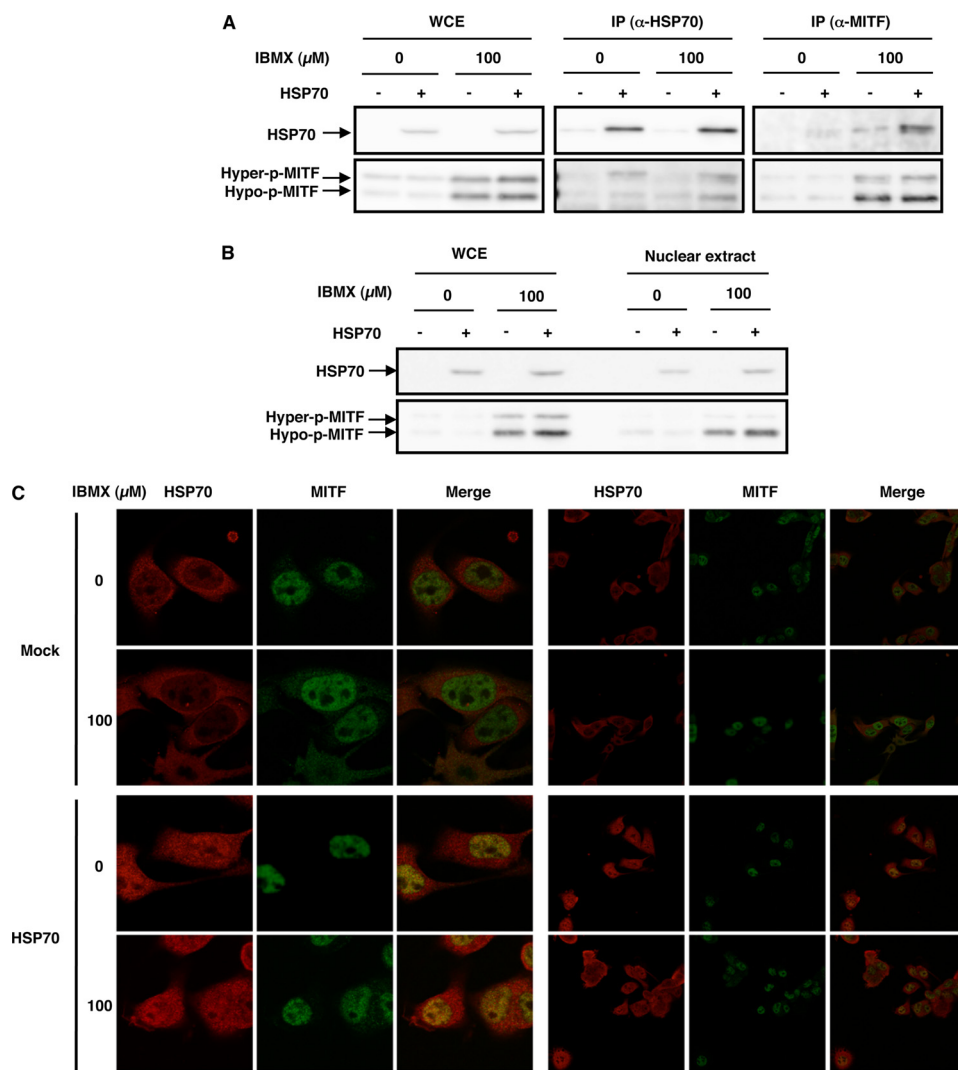 A
WCE IP (α-HSP70) IP (α-MITF)
IBMX (µM) 0 100 0 100 0 100
HSP70 - + - + - + - + - + - +
HSP70
Hyper-p-MITF
Hypo-p-MITF
B
WCE Nuclear extract
IBMX (µM) 0 100 0 100
HSP70 - + - + - + - +
HSP70
Hyper-p-MITF
Hypo-p-MITF
C IBMX (µM) HSP70 MITF Merge HSP70 MITF Merge
0
Mock
100
0
HSP70
100